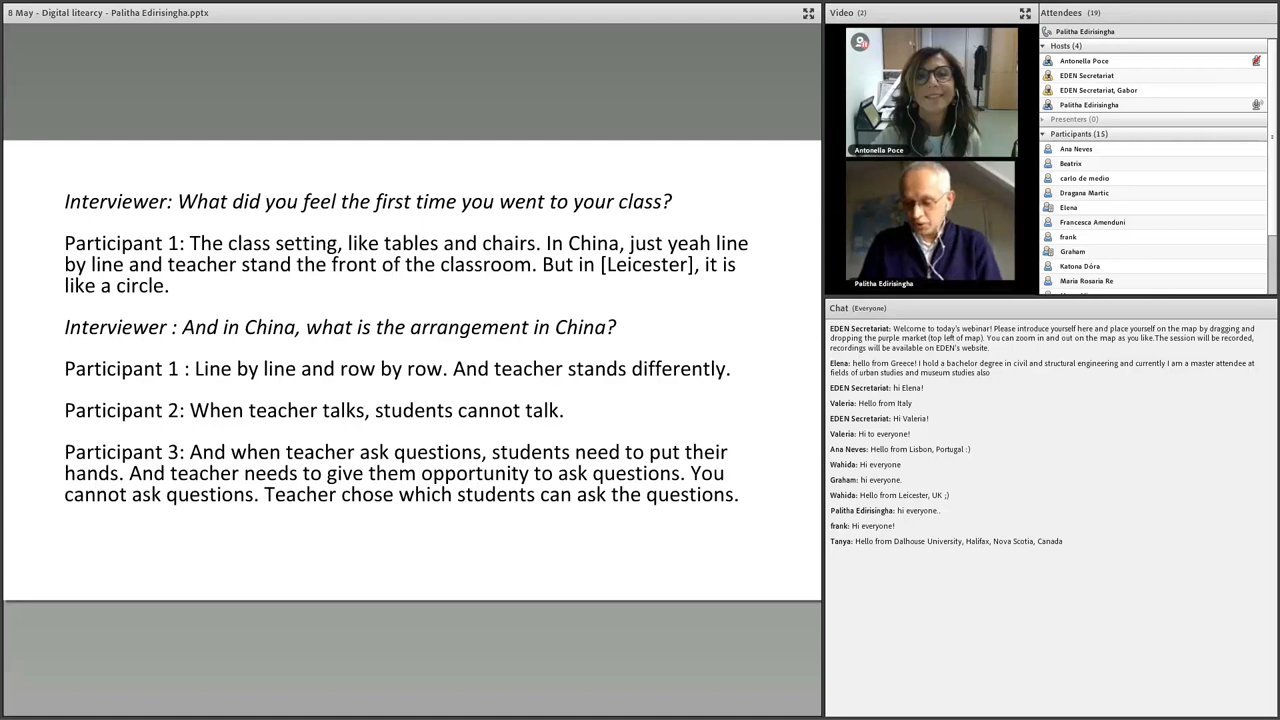 8 May - Digital litearcy - Palitha Edirisingha.pptx
Interviewer: What did you feel the first time you went to your class?
Participant 1: The class setting, like tables and chairs. In China, just yeah line
by line and teacher stand the front of the classroom. But in [Leicester], it is
like a circle.
Interviewer : And in China, what is the arrangement in China?
Participant 1 : Line by line and row by row. And teacher stands differently.
Participant 2: When teacher talks, students cannot talk.
Participant 3: And when teacher ask questions, students need to put their
hands. And teacher needs to give them opportunity to ask questions. You
cannot ask questions. Teacher chose which students can ask the questions.
Video (2)
Antonella Poce
Palitha Edirisingha
Attendees (19)
Palitha Edirisingha
Hosts (4)
Antonella Poce
EDEN Secretariat
EDEN Secretariat, Gabor
Palitha Edirisingha
Presenters (0)
Participants (15)
Ana Neves
Beatrix
carlo de medio
Dragana Martic
Elena
Francesca Amenduni
frank
Graham
Katona Dóra
Maria Rosaria Re
Chat (Everyone)
EDEN Secretariat: Welcome to today's webinar! Please introduce yourself here and place yourself on the map by dragging and
dropping the purple market (top left of map). You can zoom in and out on the map as you like.The session will be recorded,
recordings will be available on EDEN's website.
Elena: hello from Greece! I hold a bachelor degree in civil and structural engineering and currently I am a master attendee at
fields of urban studies and museum studies also
EDEN Secretariat: hi Elena!
Valeria: Hello from Italy
EDEN Secretariat: Hi Valeria!
Valeria: Hi to everyone!
Ana Neves: Hello from Lisbon, Portugal :)
Wahida: Hi everyone
Graham: hi everyone.
Wahida: Hello from Leicester, UK ;)
Palitha Edirisingha: hi everyone..
frank: Hi everyone!
Tanya: Hello from Dalhouse University, Halifax, Nova Scotia, Canada